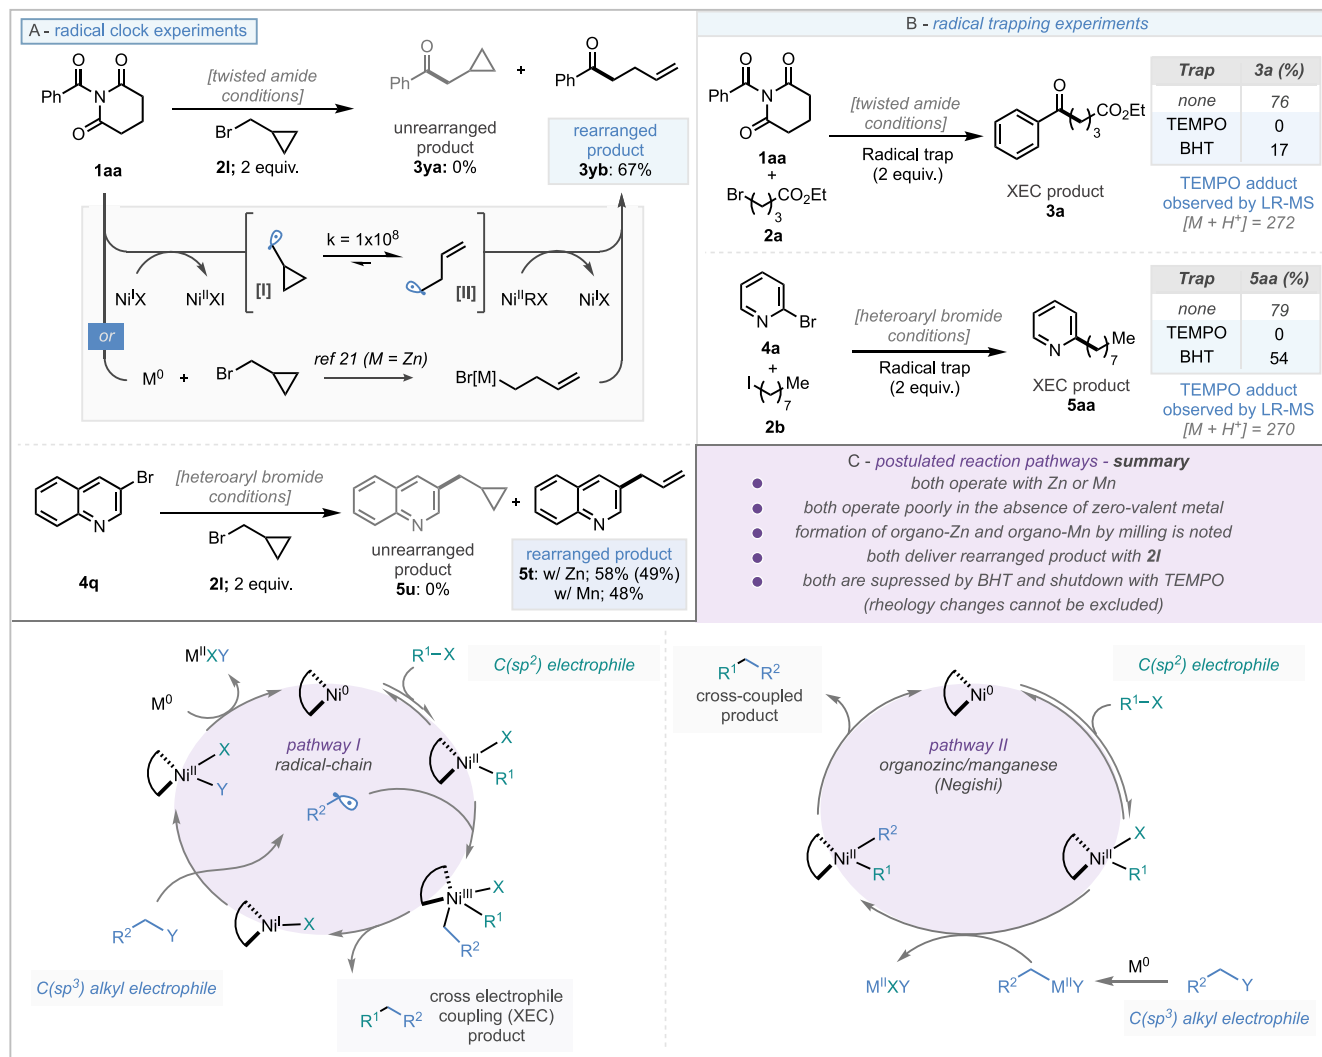 A - radical clock experiments
O
Ph
N
O
O
1aa
[twisted amide
conditions]
Br
2l; 2 equiv.
O
Ph
unrearranged
product
3ya: 0%
+
O
Ph
rearranged
product
3yb: 67%
NiᴵX
NiᴵᴵXI
[I]
k = 1x10⁸
[II]
NiᴵᴵRX
NiᴵX
or
M⁰
+
Br
ref 21 (M = Zn)
Br[M]
Br
N
4q
[heteroaryl bromide
conditions]
Br
2l; 2 equiv.
N
unrearranged
product
5u: 0%
+
N
rearranged product
5t: w/ Zn; 58% (49%)
w/ Mn; 48%
B - radical trapping experiments
O
Ph
N
O
O
1aa
+
Br
CO₂Et
3
2a
[twisted amide
conditions]
Radical trap
(2 equiv.)
O
CO₂Et
3
XEC product
3a
Trap 3a (%)
none 76
TEMPO 0
BHT 17
TEMPO adduct
observed by LR-MS
[M + H⁺] = 272
N
Br
4a
+
I
Me
7
2b
[heteroaryl bromide
conditions]
Radical trap
(2 equiv.)
N
Me
7
XEC product
5aa
Trap 5aa (%)
none 79
TEMPO 0
BHT 54
TEMPO adduct
observed by LR-MS
[M + H⁺] = 270
C - postulated reaction pathways - summary
both operate with Zn or Mn
both operate poorly in the absence of zero-valent metal
formation of organo-Zn and organo-Mn by milling is noted
both deliver rearranged product with 2l
both are supressed by BHT and shutdown with TEMPO
(rheology changes cannot be excluded)
MᴵᴵXY
M⁰
Ni⁰
R¹–X
C(sp²) electrophile
Niᴵᴵ
X
Y
pathway I
radical-chain
R²
Niᴵᴵ
X
R¹
Niᴵᴵᴵ
X
R¹
R²
Niᴵ
X
R²
Y
C(sp³) alkyl electrophile
R¹
R²
cross electrophile
coupling (XEC)
product
R¹
R²
cross-coupled
product
Ni⁰
C(sp²) electrophile
R¹–X
pathway II
organozinc/manganese
(Negishi)
Niᴵᴵ
R²
R¹
Niᴵᴵ
X
R¹
MᴵᴵXY
R²
MᴵᴵY
M⁰
R²
Y
C(sp³) alkyl electrophile